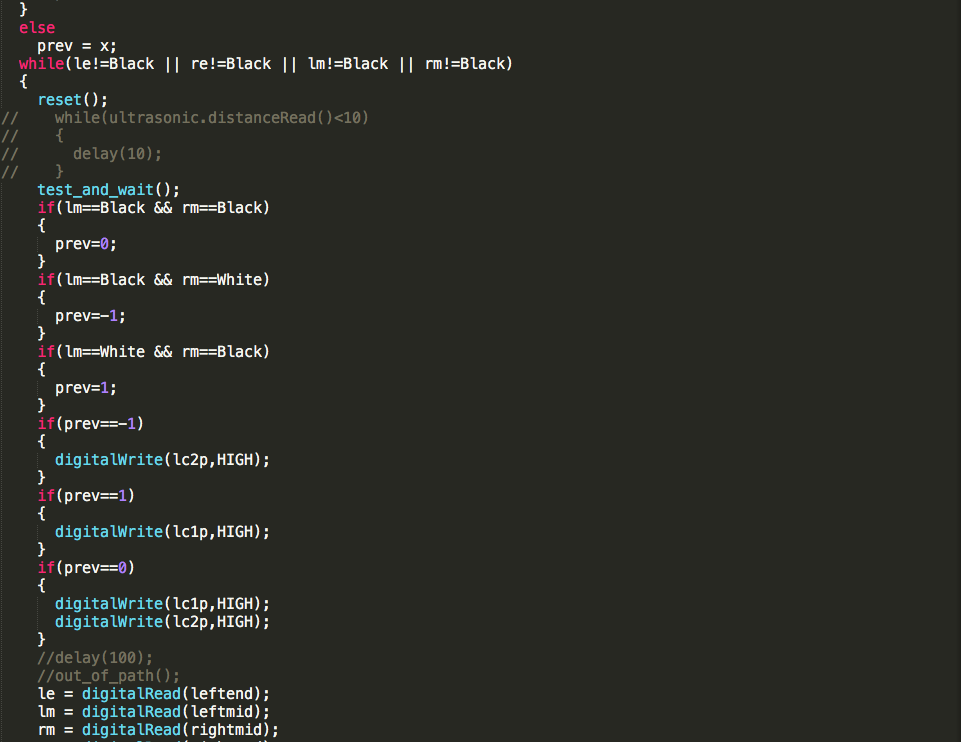 }
else
  prev = x;
while(le!=Black || re!=Black || lm!=Black || rm!=Black)
{
  reset();
//    while(ultrasonic.distanceRead()<10)
//    {
//      delay(10);
//    }
  test_and_wait();
  if(lm==Black && rm==Black)
  {
    prev=0;
  }
  if(lm==Black && rm==White)
  {
    prev=-1;
  }
  if(lm==White && rm==Black)
  {
    prev=1;
  }
  if(prev==-1)
  {
    digitalWrite(lc2p,HIGH);
  }
  if(prev==1)
  {
    digitalWrite(lc1p,HIGH);
  }
  if(prev==0)
  {
    digitalWrite(lc1p,HIGH);
    digitalWrite(lc2p,HIGH);
  }
  //delay(100);
  //out_of_path();
  le = digitalRead(leftend);
  lm = digitalRead(leftmid);
  rm = digitalRead(rightmid);